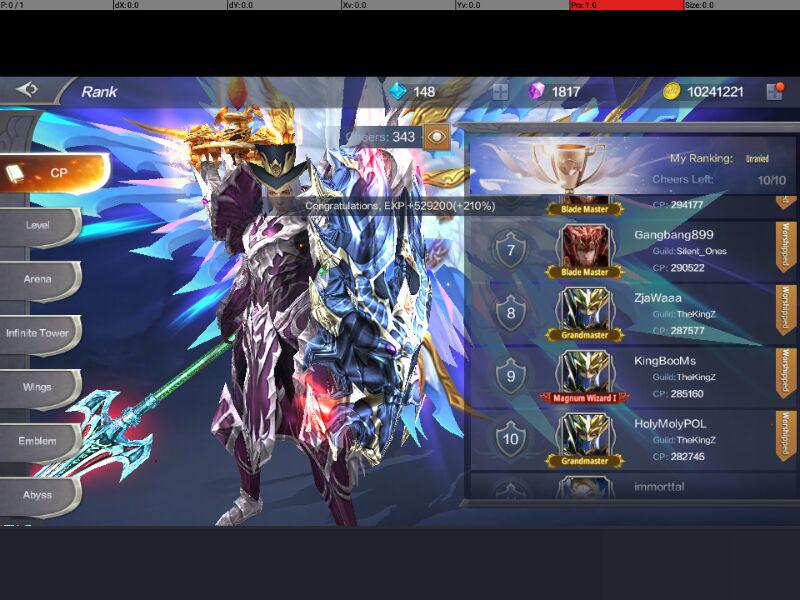 P: 0 / 1
dX: 0.0
dY: 0.0
Xv: 0.0
Yv: 0.0
Prs: 1.0
Size: 0.0
Rank
148
1817
10241221
Cheers: 343
CP
Level
Arena
Infinite Tower
Wings
Emblem
Abyss
Congratulations, EXP +529200(+210%)
My Ranking: Unranked
Cheers Left: 10/10
Blade Master
CP: 294177
7
Blade Master
Gangbang899
Guild: Silent_Ones
CP: 290522
Worshipped
8
Grandmaster
ZjaWaaa
Guild: TheKingZ
CP: 287577
Worshipped
9
Magnum Wizard I
KingBooMs
Guild: TheKingZ
CP: 285160
Worshipped
10
Grandmaster
HolyMolyPOL
Guild: TheKingZ
CP: 282745
Worshipped
immorttal